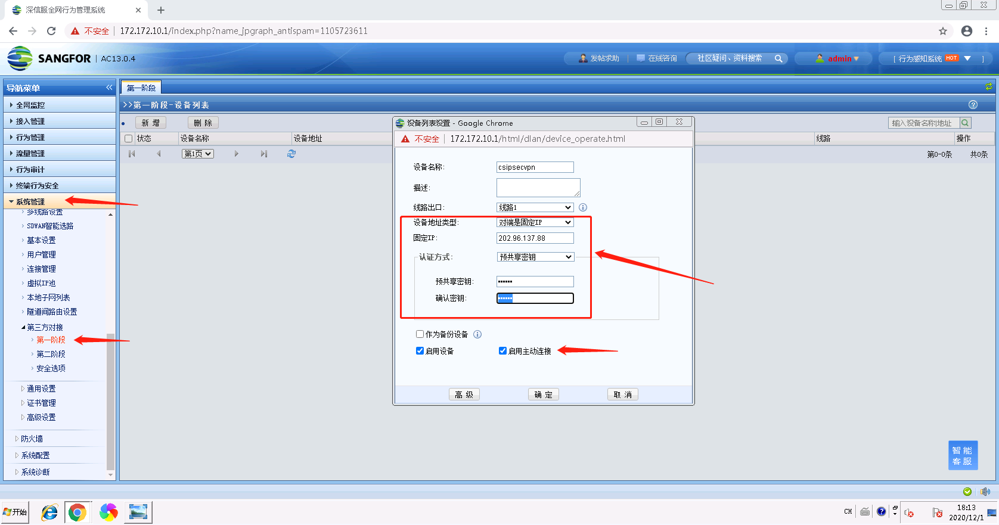 深信服全网行为管理系统
不安全 172.172.10.1/index.php?name_jpgraph_antispam=1105723611
SANGFOR AC13.0.4
发帖求助 在线咨询 社区疑问、资料搜索 admin [ 行为感知系统 HOT ]
导航菜单
全网监控
接入管理
行为管理
流量管理
行为审计
终端行为安全
系统管理
多线路设置
SDWAN智能选路
基本设置
用户管理
连接管理
虚拟IP池
本地子网列表
隧道间路由设置
第三方对接
第一阶段
第二阶段
安全选项
通用设置
证书管理
高级设置
防火墙
系统配置
系统诊断
第一阶段
>>第一阶段-设备列表
新 增 删 除 输入设备名称|地址
状态 设备名称 设备地址 线路 操作
第1页 第0-0条 共0条
设备列表设置 - Google Chrome
不安全 172.172.10.1/html/dlan/device_operate.html
设备名称: csipsecvpn
描述:
线路出口: 线路1
设备地址类型: 对端是固定IP
固定IP: 202.96.137.88
认证方式: 预共享密钥
预共享密钥: ••••••
确认密钥: ••••••
作为备份设备
启用设备 启用主动连接
高 级 确 定 取 消
智 能
客 服
开始 CH 18:13
2020/12/1